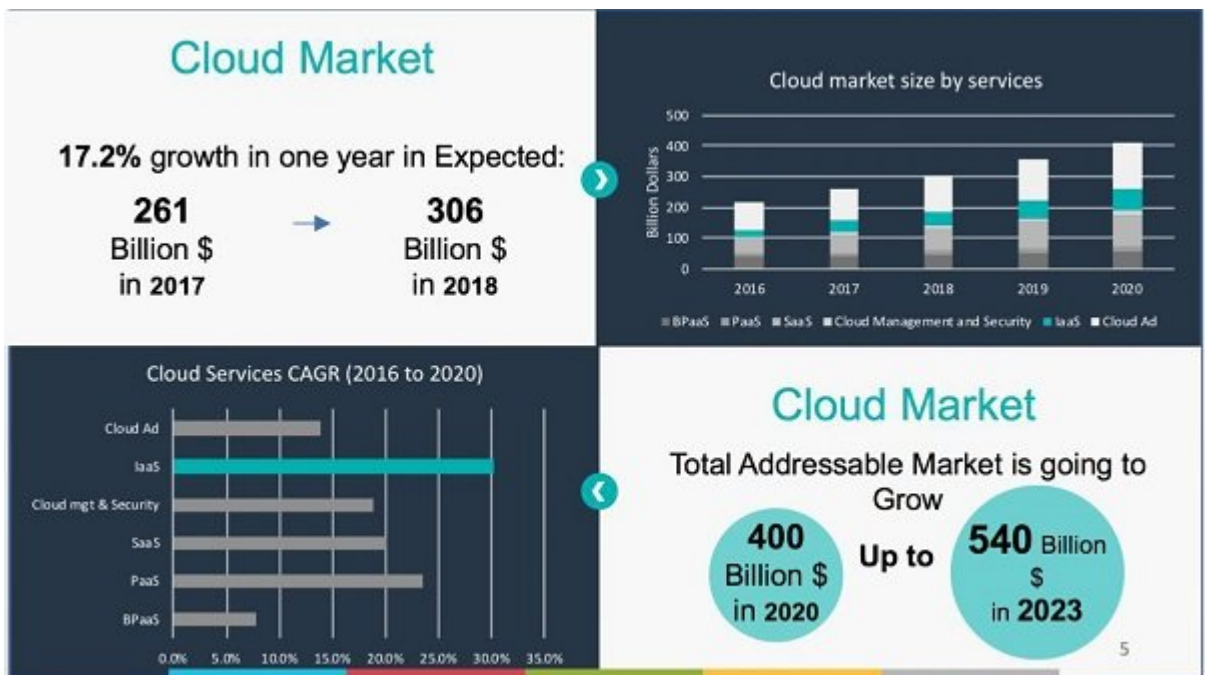 Cloud Market
17.2% growth in one year in Expected:
261
Billion $
in 2017
306
Billion $
in 2018
Cloud market size by services
Billion Dollars
500
400
300
200
100
0
2016 2017 2018 2019 2020
BPaaS PaaS SaaS Cloud Management and Security IaaS Cloud Ad
Cloud Services CAGR (2016 to 2020)
Cloud Ad
IaaS
Cloud mgt & Security
SaaS
PaaS
BPaaS
0.0% 5.0% 10.0% 15.0% 20.0% 25.0% 30.0% 35.0%
Cloud Market
Total Addressable Market is going to
Grow
400
Billion $
in 2020
Up to
540 Billion
$
in 2023
5